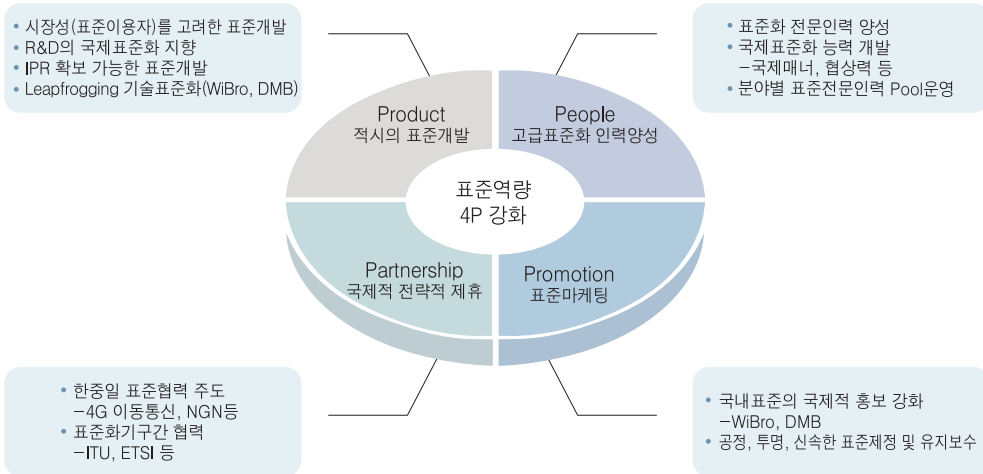 • 시장성(표준이용자)를 고려한 표준개발
• R&D의 국제표준화 지향
• IPR 확보 가능한 표준개발
• Leapfrogging 기술표준화(WiBro, DMB)
• 표준화 전문인력 양성
• 국제표준화 능력 개발
–국제매너, 협상력 등
• 분야별 표준전문인력 Pool운영
Product
적시의 표준개발
People
고급표준화 인력양성
표준역량
4P 강화
Partnership
국제적 전략적 제휴
Promotion
표준마케팅
• 한중일 표준협력 주도
–4G 이동통신, NGN등
• 표준화기구간 협력
–ITU, ETSI 등
• 국내표준의 국제적 홍보 강화
–WiBro, DMB
• 공정, 투명, 신속한 표준제정 및 유지보수